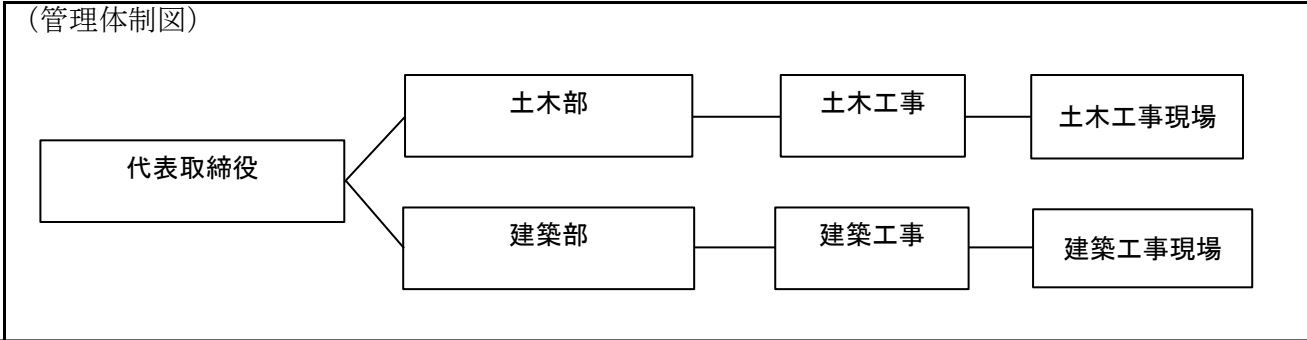 （管理体制図）
土木部
土木工事
土木工事現場
代表取締役
建築部
建築工事
建築工事現場